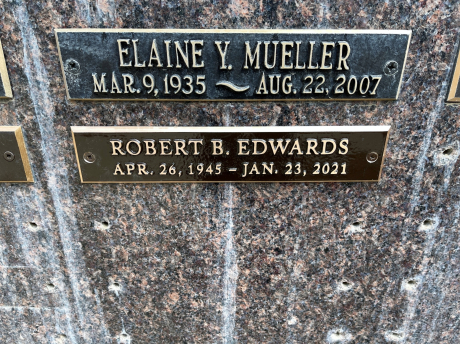 ELAINE Y. MUELLER
MAR. 9, 1935 ~ AUG. 22, 2007
ROBERT B. EDWARDS
APR. 26, 1945 – JAN. 23, 2021